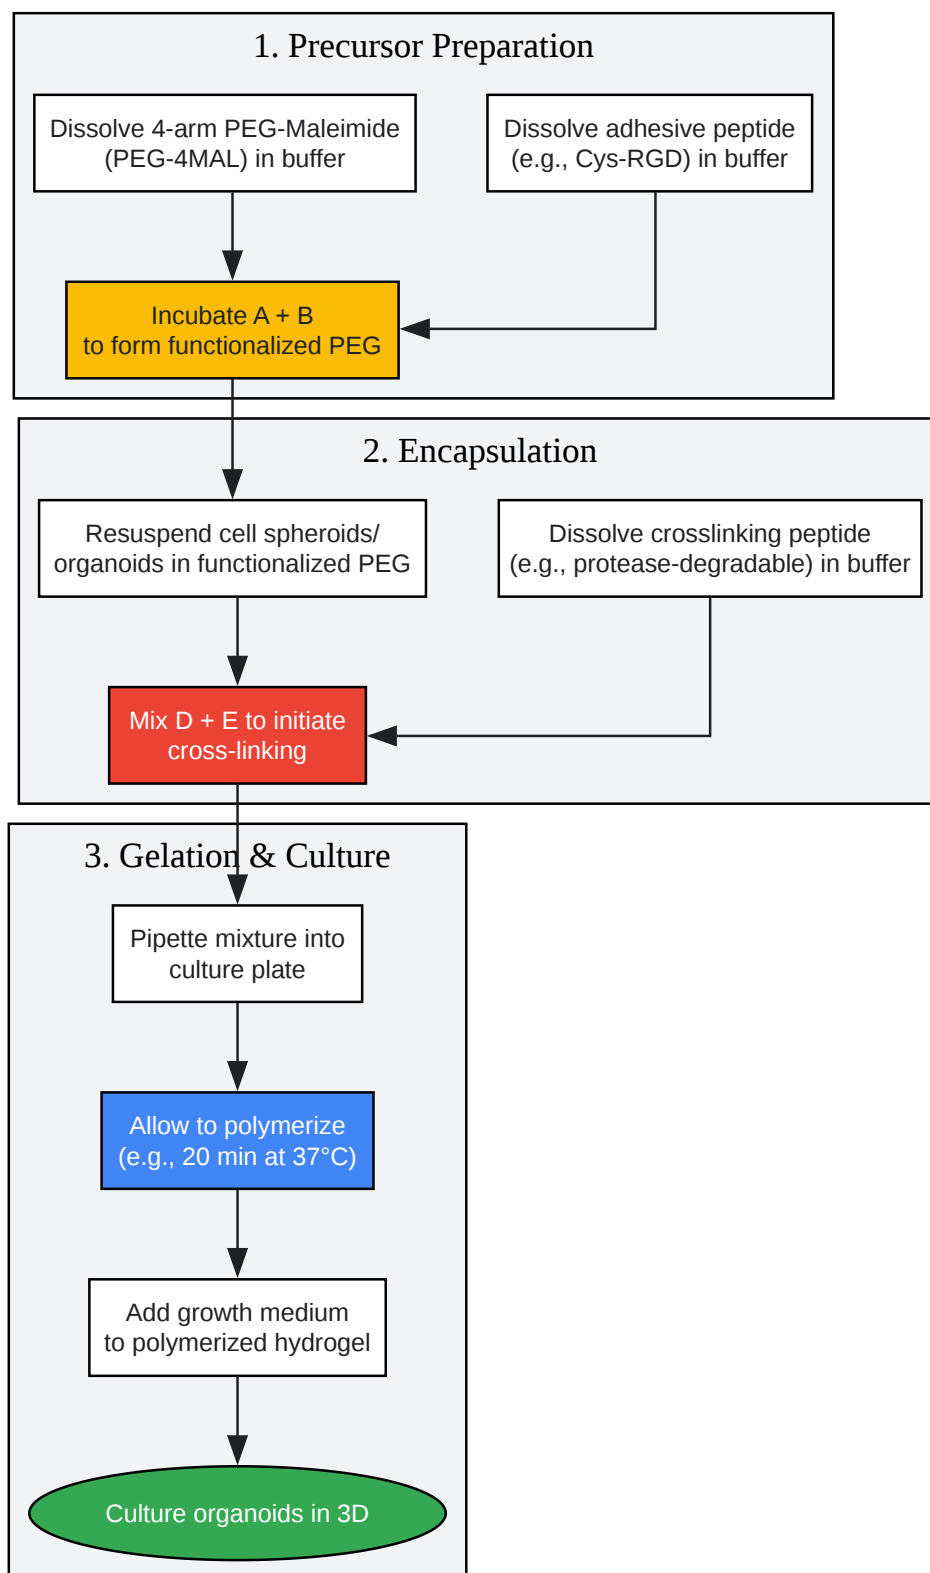 1. Precursor Preparation
Dissolve 4-arm PEG-Maleimide
(PEG-4MAL) in buffer
Dissolve adhesive peptide
(e.g., Cys-RGD) in buffer
Incubate A + B
to form functionalized PEG
2. Encapsulation
Resuspend cell spheroids/
organoids in functionalized PEG
Dissolve crosslinking peptide
(e.g., protease-degradable) in buffer
Mix D + E to initiate
cross-linking
3. Gelation & Culture
Pipette mixture into
culture plate
Allow to polymerize
(e.g., 20 min at 37°C)
Add growth medium
to polymerized hydrogel
Culture organoids in 3D